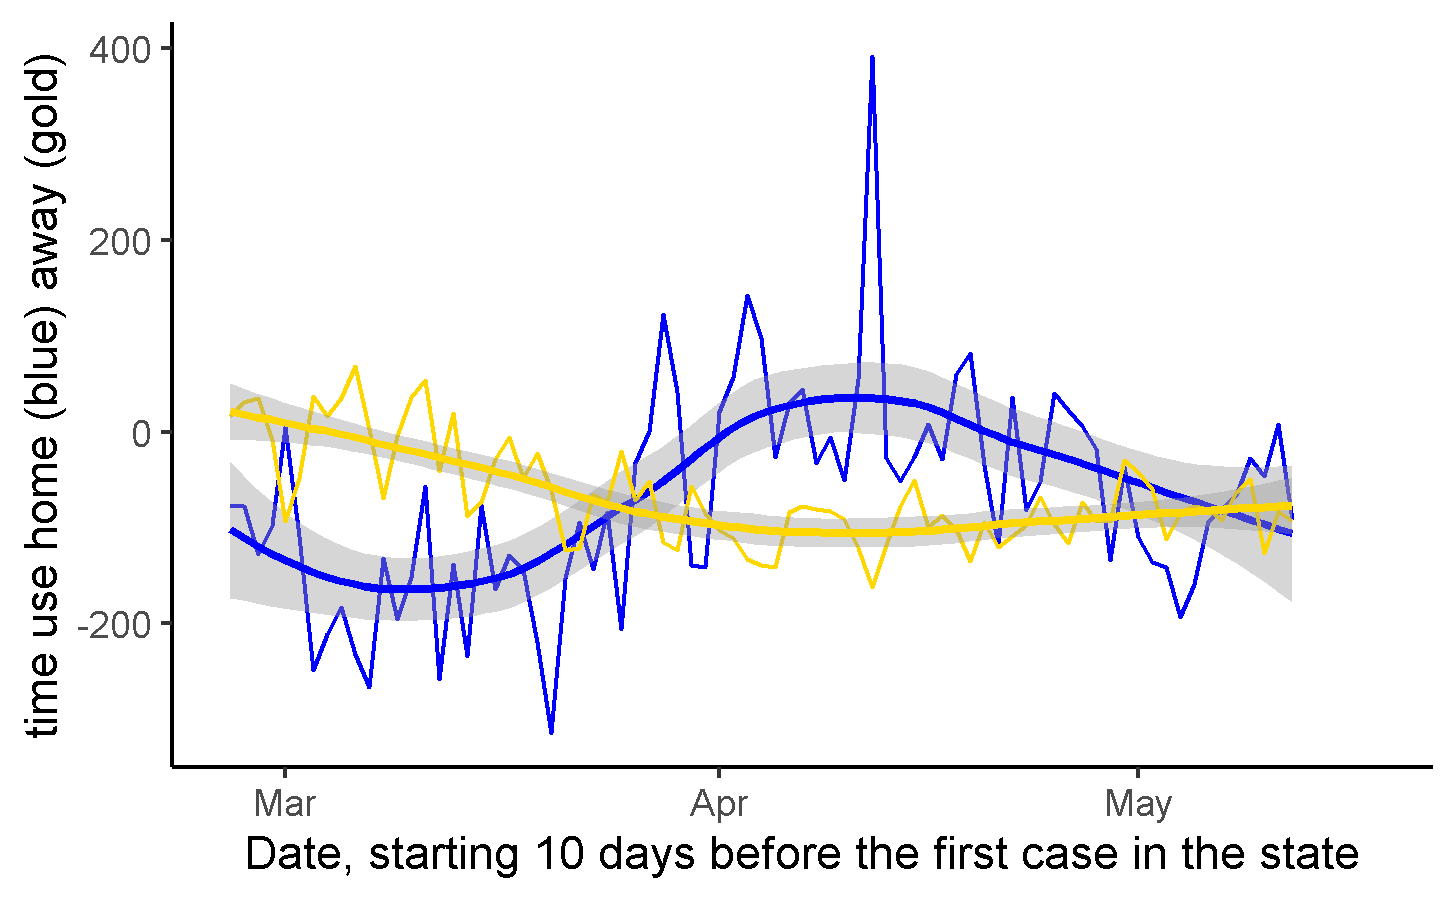 time use home (blue) away (gold)
400
200
0
-200
Mar
Apr
May
Date, starting 10 days before the first case in the state